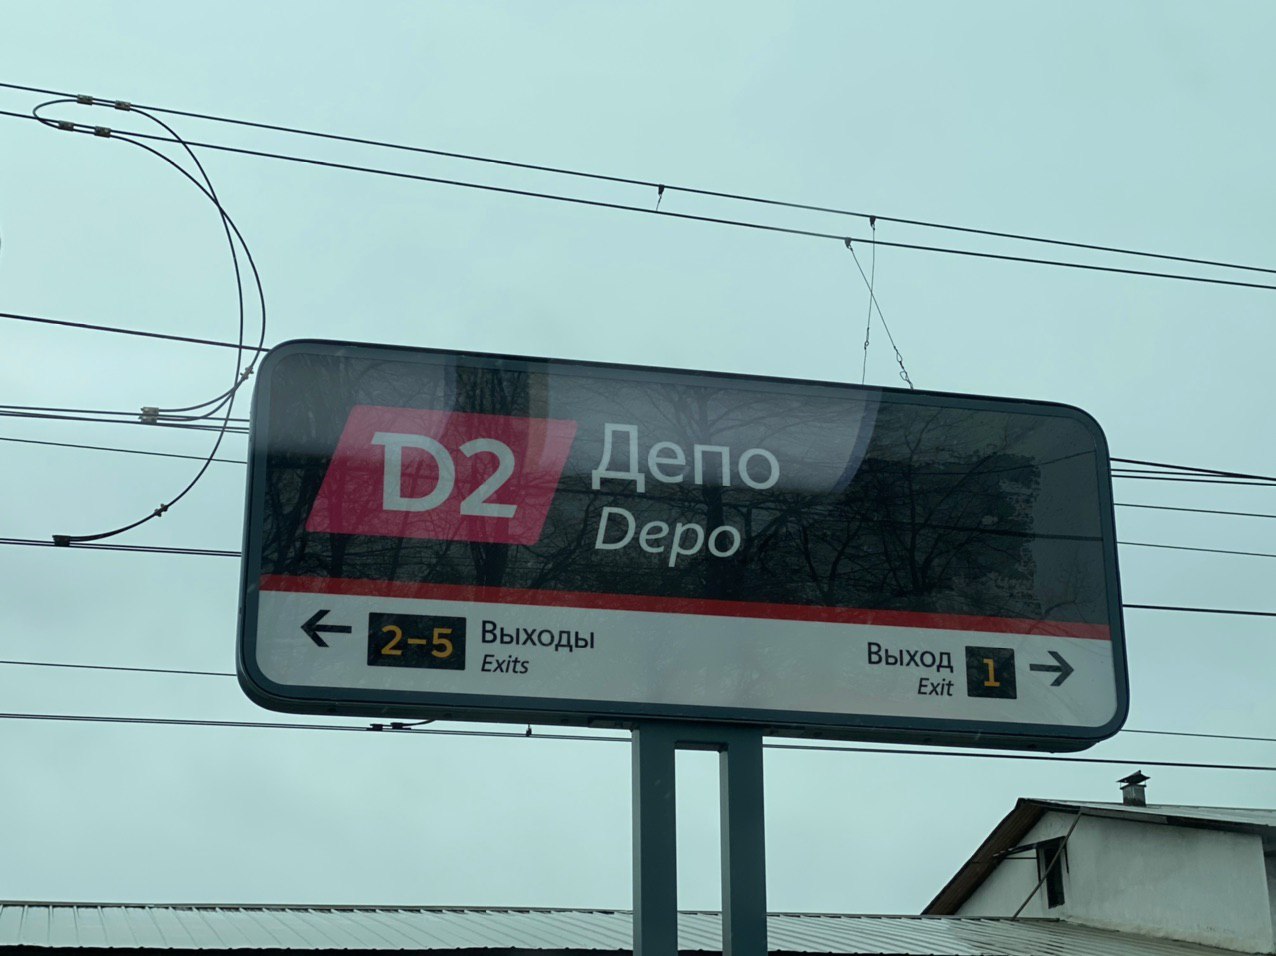 D2 Депо
Depo
← 2–5 Выходы
Exits
Выход 1 →
Exit